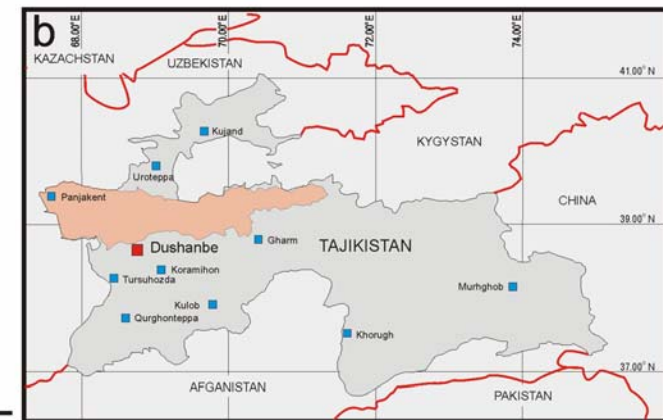 b
68.00°E
70.00°E
72.00°E
74.00°E
KAZACHSTAN
UZBEKISTAN
41.00°N
Kujand
KYGYSTAN
Uroteppa
Panjakent
CHINA
39.00°N
Dushanbe
Gharm
TAJIKISTAN
Koramihon
Tursuhozda
Murhghob
Kulob
Qurghonteppa
Khorugh
37.00°N
AFGANISTAN
PAKISTAN